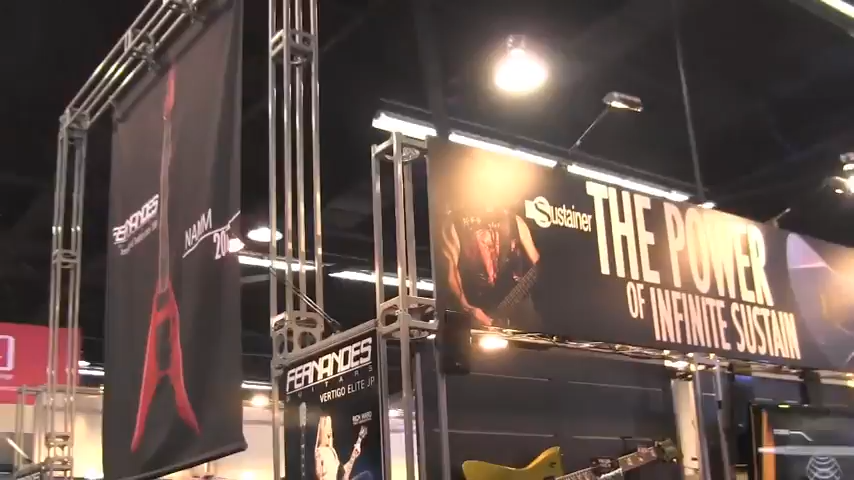 FERNANDES
NAMM
Sustainer
THE POWER
OF INFINITE SUSTAIN
FERNANDES
GUITARS
VERTIGO ELITE JP